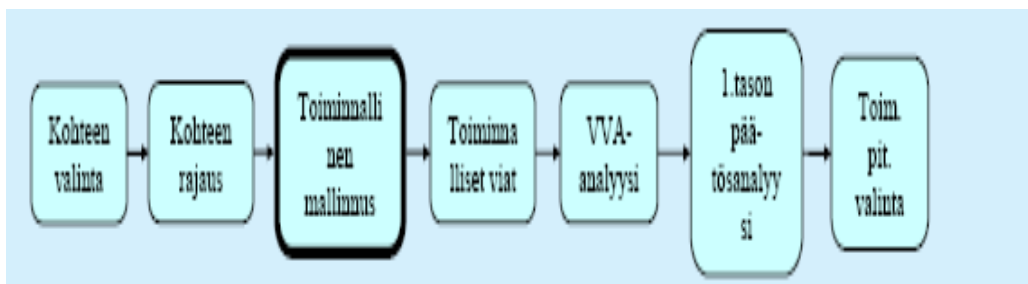 Kohteen
valinta
Kohteen
rajaus
Toiminnalli
nen
mallinnus
Toiminna
lliset viat
VVA-
analyysi
1.tason
pää-
tösanalyy
si
Toim.
pit.
valinta